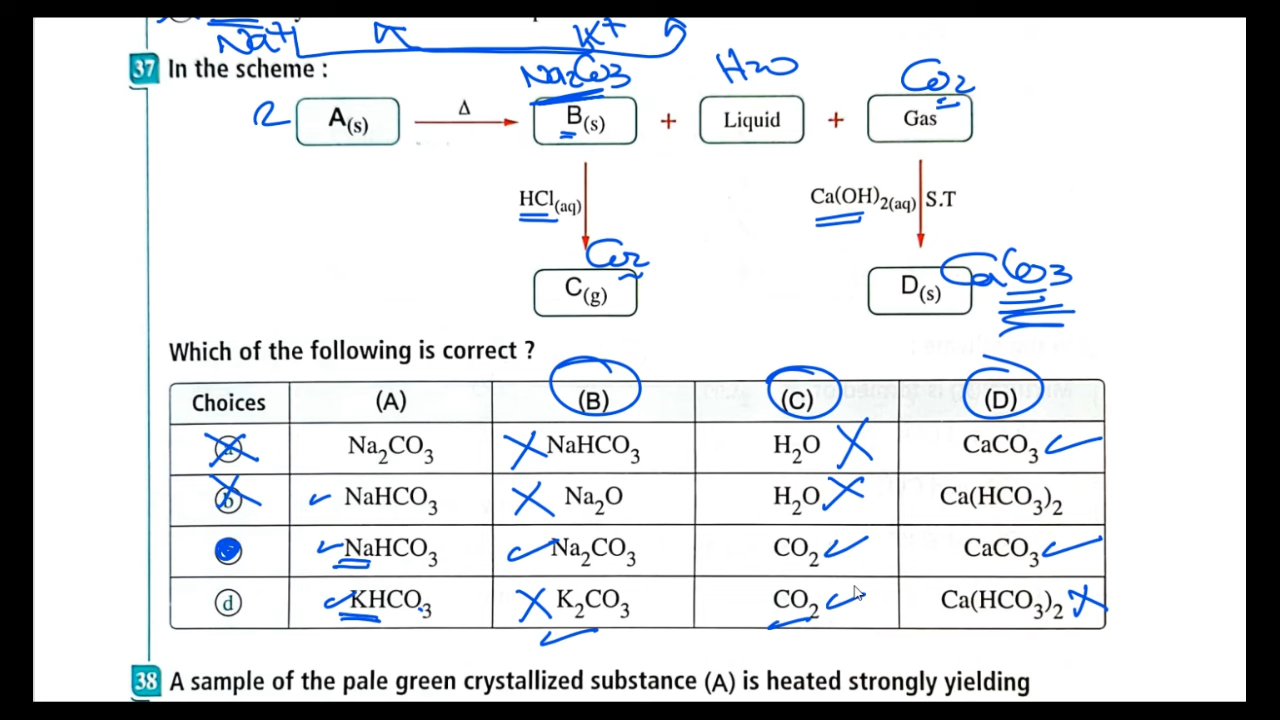 Na+ K+
37 In the scheme :
Na2CO3 H2O CO2
2 A(s) Δ B(s) + Liquid + Gas
HCl(aq) Ca(OH)2(aq) S.T
CO2 CaCO3
C(g) D(s)
Which of the following is correct ?
Choices (A) (B) (C) (D)
a Na2CO3 NaHCO3 H2O CaCO3
b NaHCO3 Na2O H2O Ca(HCO3)2
NaHCO3 Na2CO3 CO2 CaCO3
d KHCO3 K2CO3 CO2 Ca(HCO3)2
38 A sample of the pale green crystallized substance (A) is heated strongly yielding